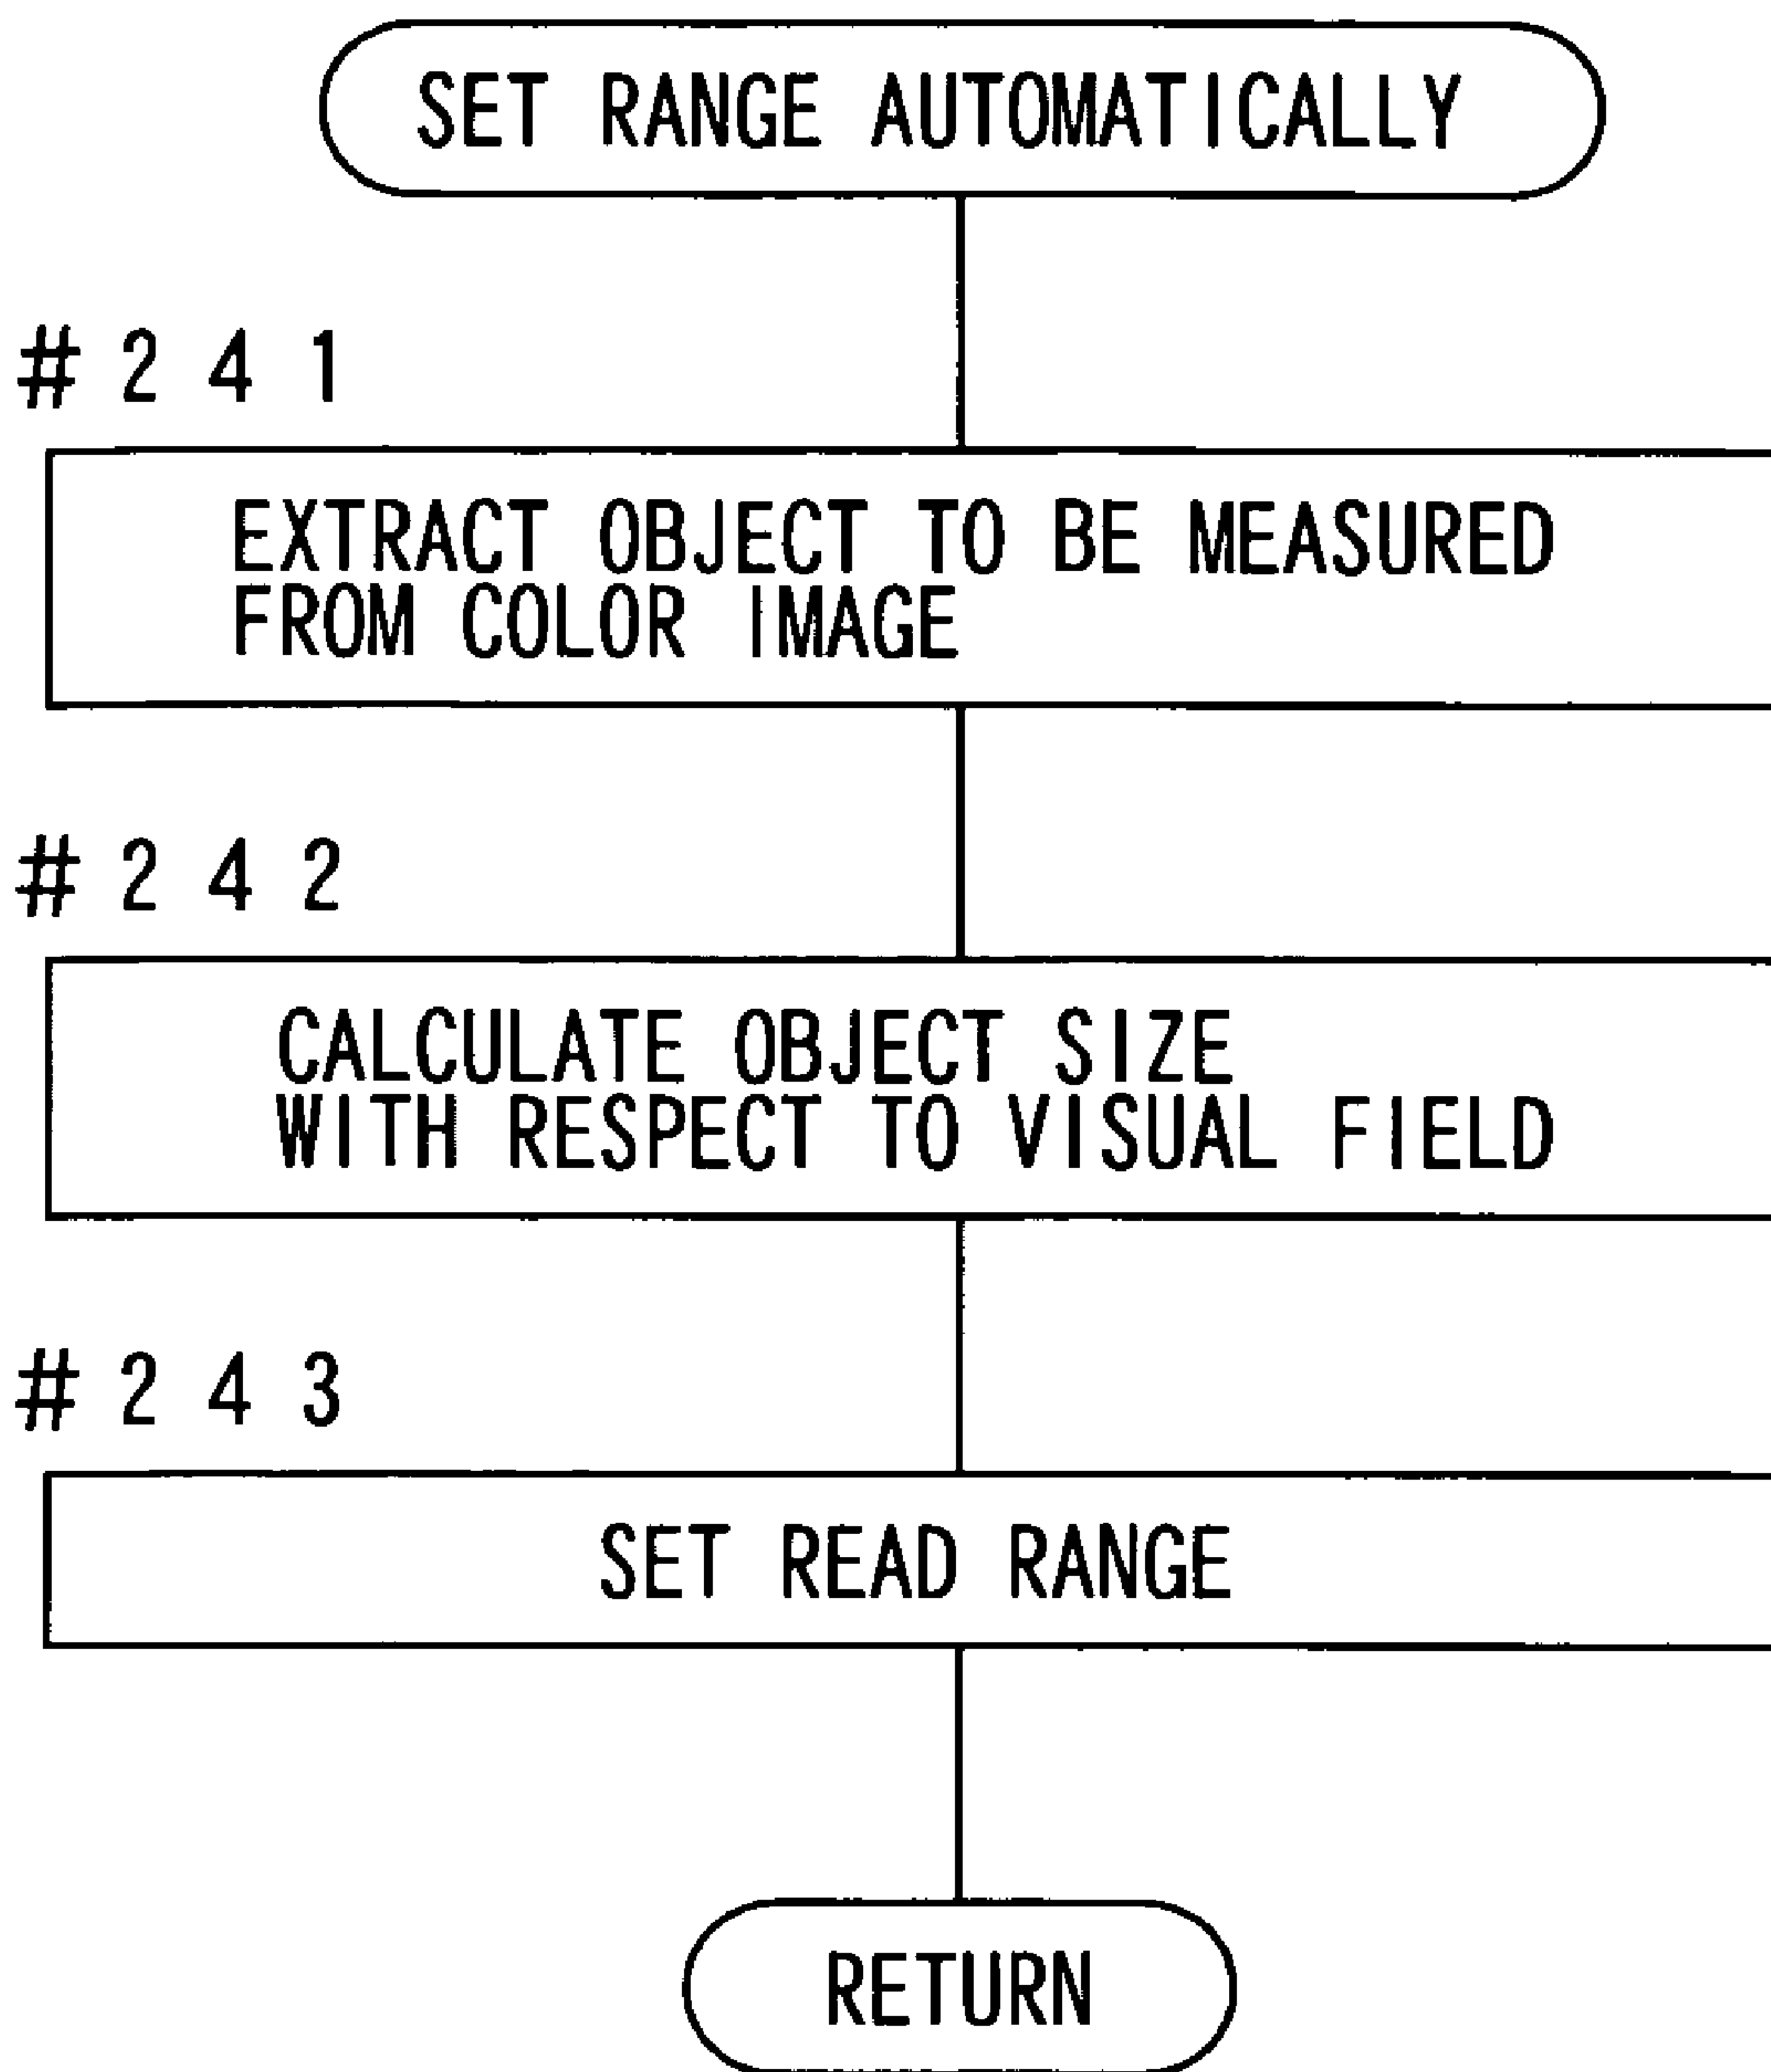 SET RANGE AUTOMATICALLY
#241
EXTRACT OBJECT TO BE MEASURED
FROM COLOR IMAGE
#242
CALCULATE OBJECT SIZE
WITH RESPECT TO VISUAL FIELD
#243
SET READ RANGE
RETURN